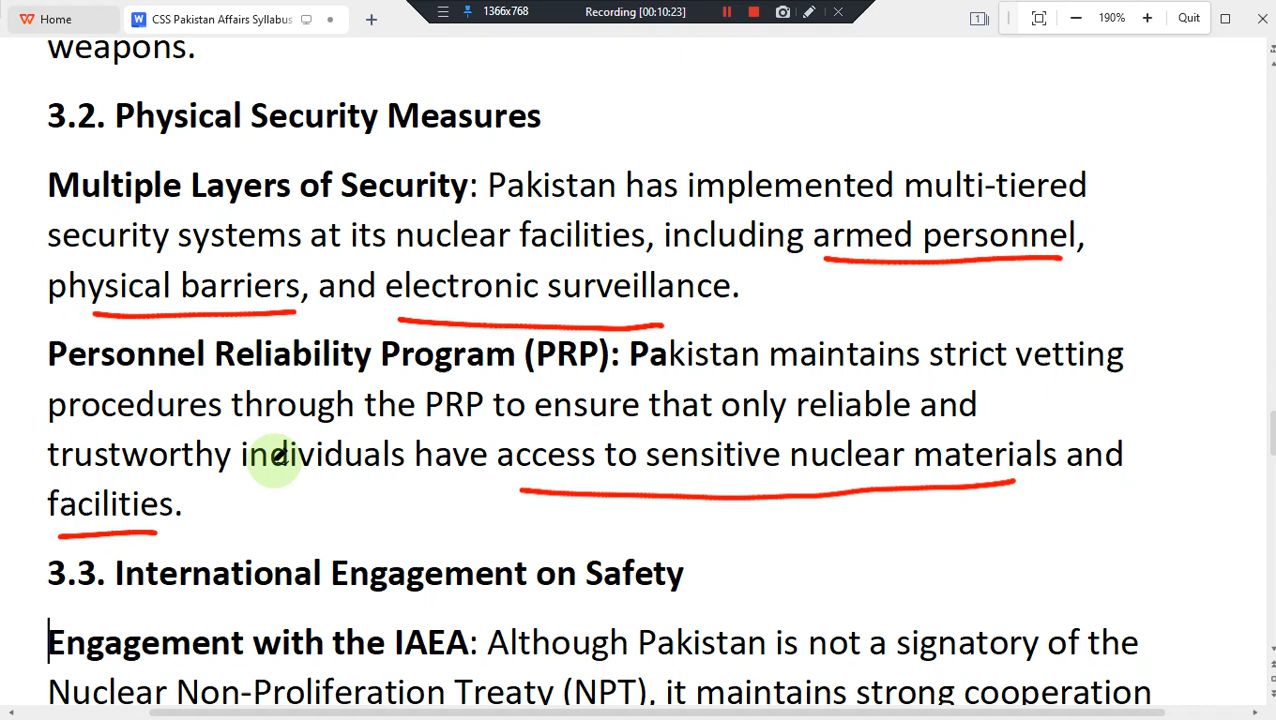 Home
CSS Pakistan Affairs Syllabus
1366x768
Recording [00:10:23]
1
190%
Quit
weapons.
3.2. Physical Security Measures
Multiple Layers of Security: Pakistan has implemented multi-tiered
security systems at its nuclear facilities, including armed personnel,
physical barriers, and electronic surveillance.
Personnel Reliability Program (PRP): Pakistan maintains strict vetting
procedures through the PRP to ensure that only reliable and
trustworthy individuals have access to sensitive nuclear materials and
facilities.
3.3. International Engagement on Safety
Engagement with the IAEA: Although Pakistan is not a signatory of the
Nuclear Non-Proliferation Treaty (NPT), it maintains strong cooperation